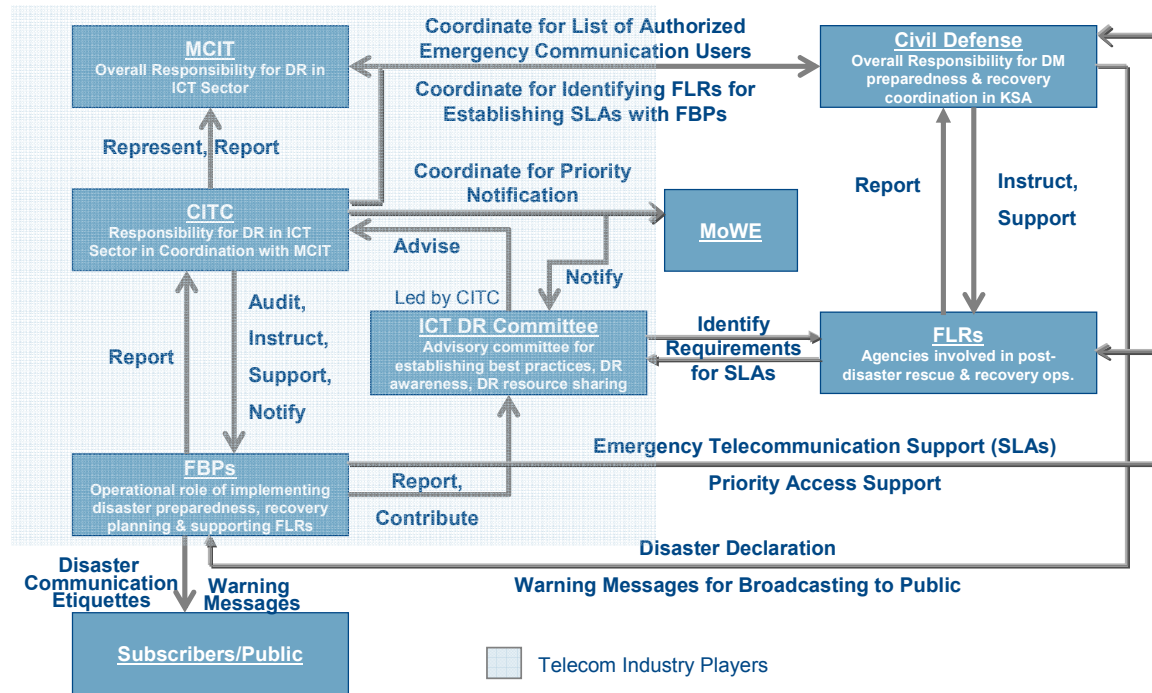 MCIT
Overall Responsibility for DR in
ICT Sector
Coordinate for List of Authorized
Emergency Communication Users
Coordinate for Identifying FLRs for
Establishing SLAs with FBPs
Civil Defense
Overall Responsibility for DM
preparedness & recovery
coordination in KSA
Represent, Report
Coordinate for Priority
Notification
Report
Instruct,
Support
CITC
Responsibility for DR in ICT
Sector in Coordination with MCIT
MoWE
Advise
Notify
Led by CITC
Audit,
Instruct,
Support,
Notify
Report
ICT DR Committee
Advisory committee for
establishing best practices, DR
awareness, DR resource sharing
Identify
Requirements
for SLAs
FLRs
Agencies involved in post-
disaster rescue & recovery ops.
FBPs
Operational role of implementing
disaster preparedness, recovery
planning & supporting FLRs
Report,
Contribute
Emergency Telecommunication Support (SLAs)
Priority Access Support
Disaster Declaration
Warning Messages for Broadcasting to Public
Disaster
Communication
Etiquettes
Warning
Messages
Subscribers/Public
Telecom Industry Players